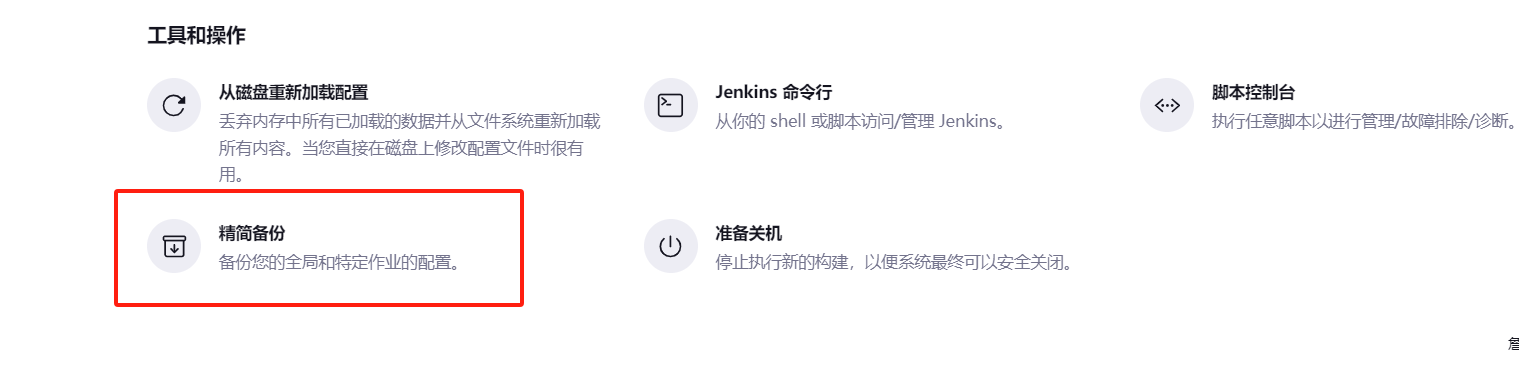 工具和操作
从磁盘重新加载配置
丢弃内存中所有已加载的数据并从文件系统重新加载
所有内容。当您直接在磁盘上修改配置文件时很有
用。
Jenkins 命令行
从你的 shell 或脚本访问/管理 Jenkins。
脚本控制台
执行任意脚本以进行管理/故障排除/诊断。
精简备份
备份您的全局和特定作业的配置。
准备关机
停止执行新的构建，以便系统最终可以安全关闭。